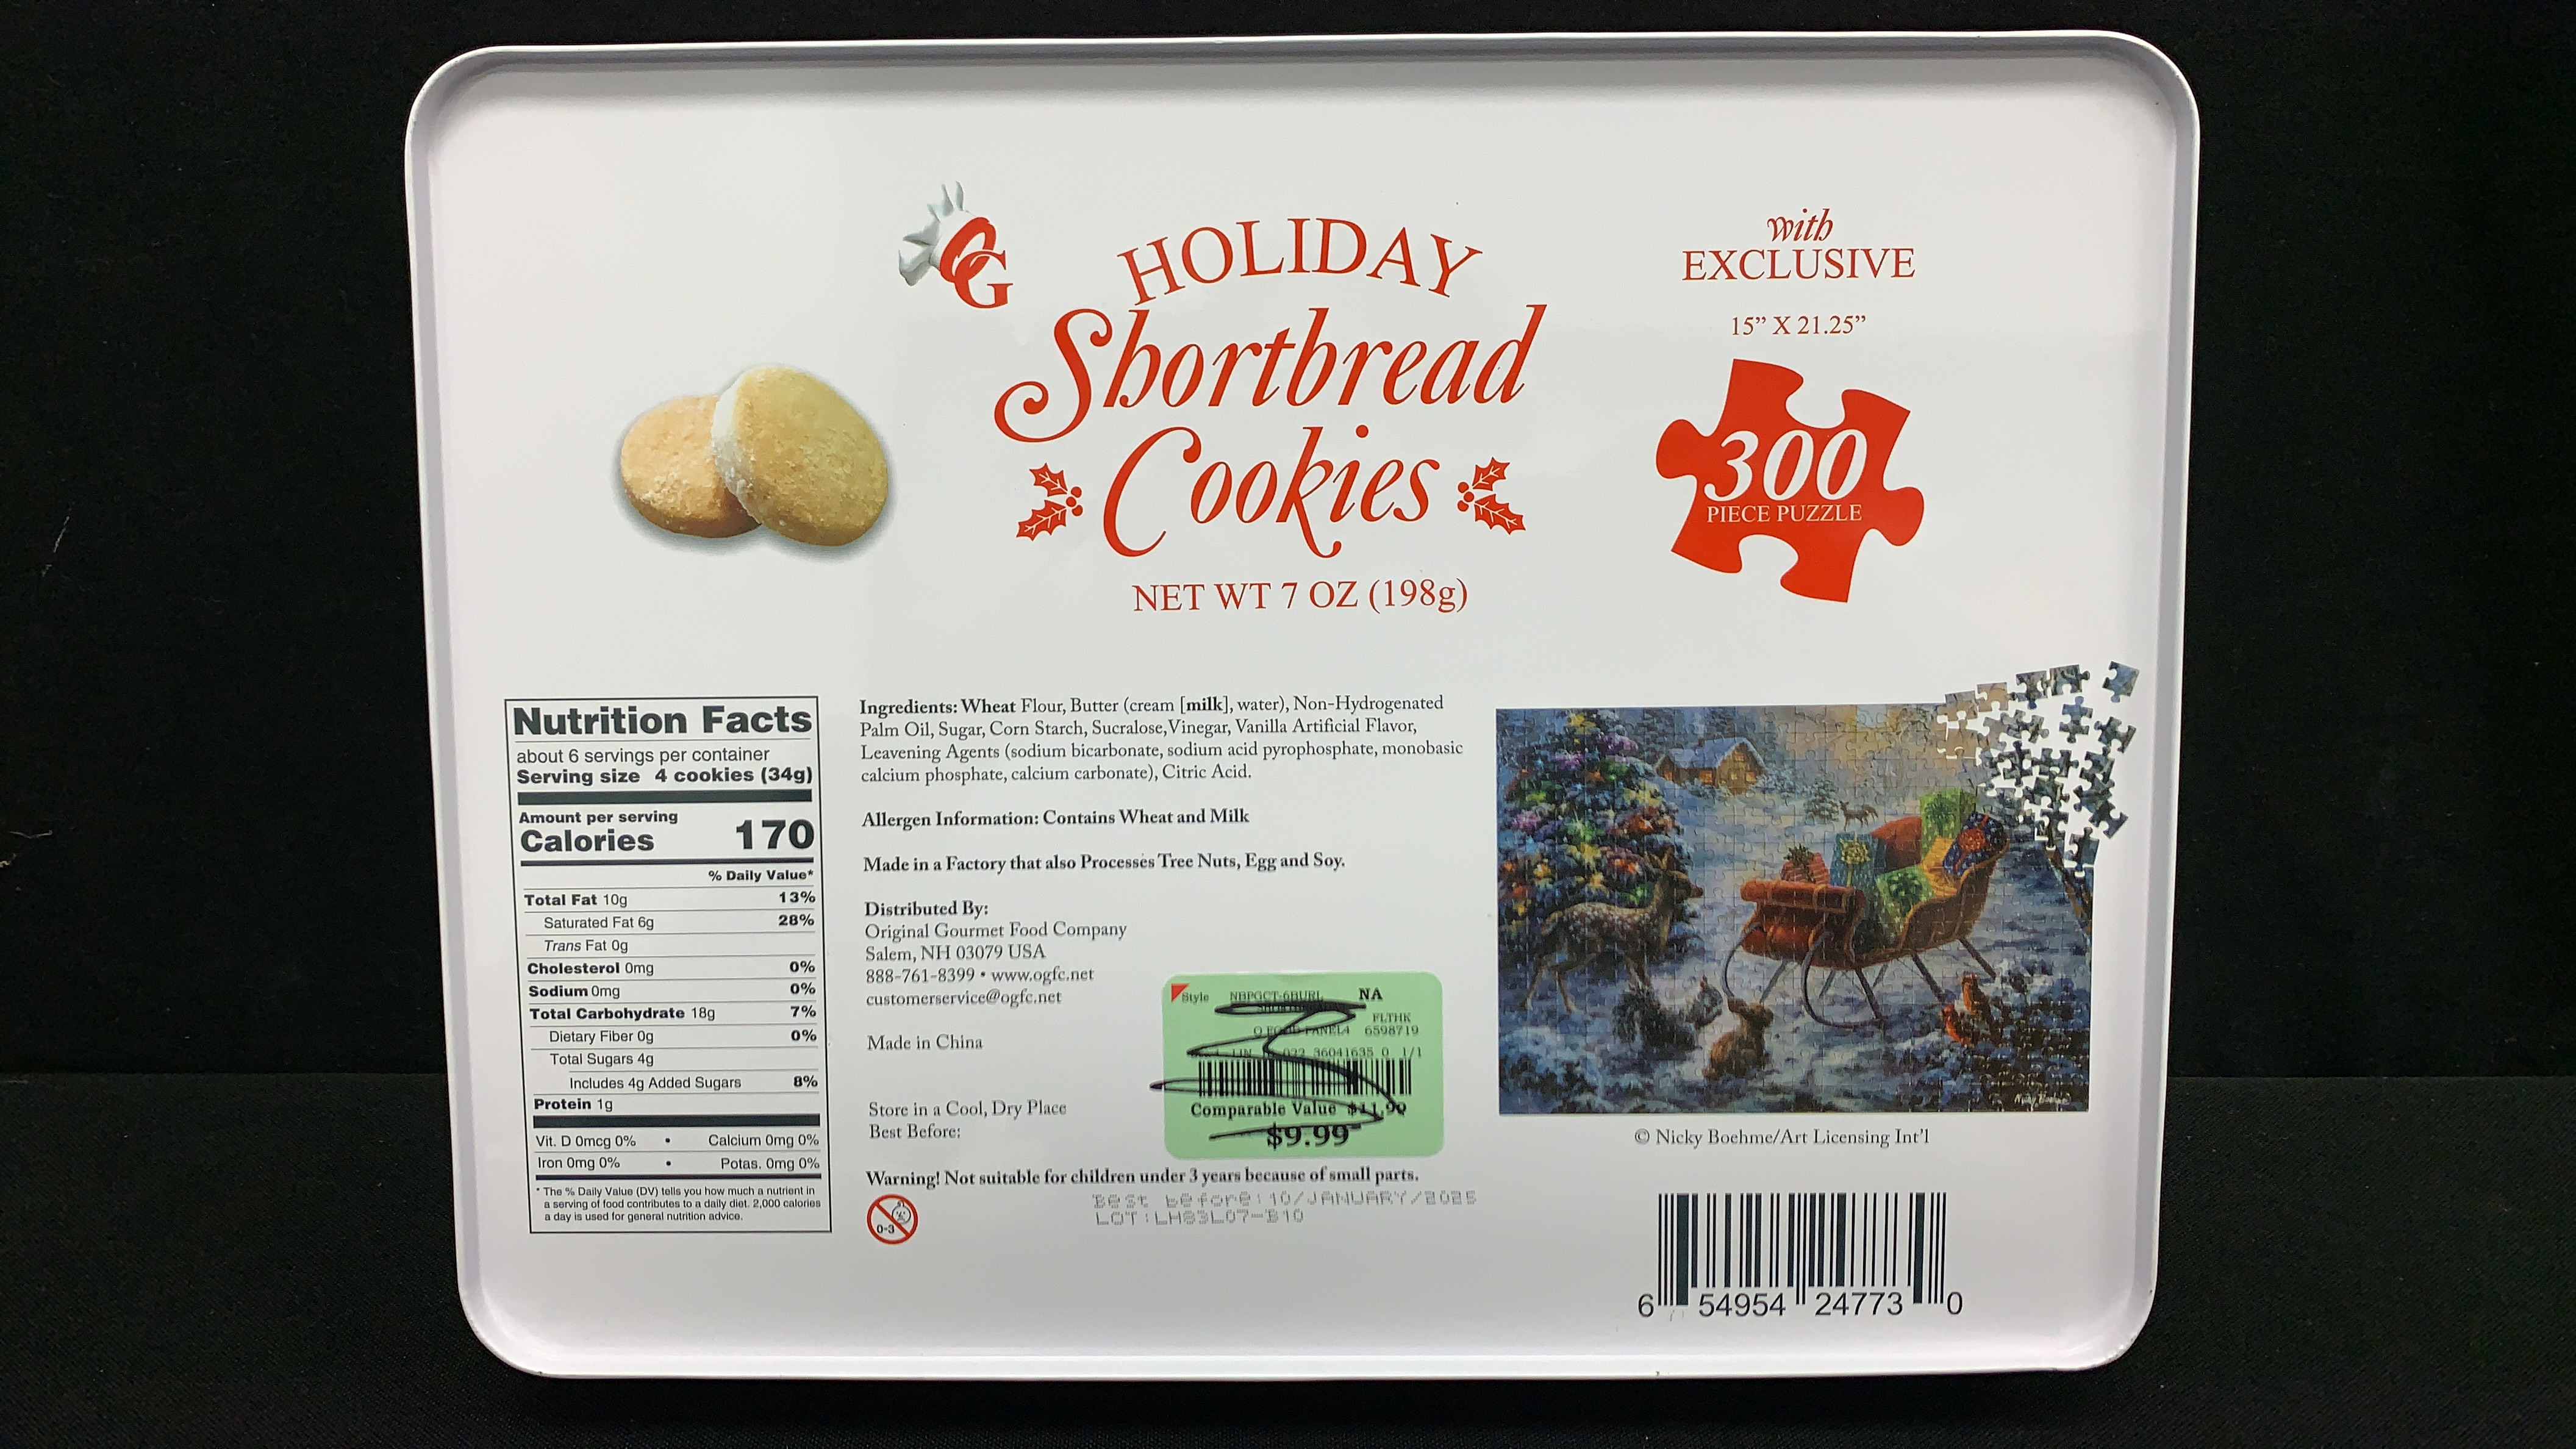 OG
HOLIDAY
Shortbread
Cookies
NET WT 7 OZ (198g)
with
EXCLUSIVE
15” X 21.25”
300
PIECE PUZZLE
Nutrition Facts
about 6 servings per container
Serving size 4 cookies (34g)
Amount per serving
Calories 170
% Daily Value*
Total Fat 10g 13%
Saturated Fat 6g 28%
Trans Fat 0g
Cholesterol 0mg 0%
Sodium 0mg 0%
Total Carbohydrate 18g 7%
Dietary Fiber 0g 0%
Total Sugars 4g
Includes 4g Added Sugars 8%
Protein 1g
Vit. D 0mcg 0% • Calcium 0mg 0%
Iron 0mg 0% • Potas. 0mg 0%
* The % Daily Value (DV) tells you how much a nutrient in
a serving of food contributes to a daily diet. 2,000 calories
a day is used for general nutrition advice.
Ingredients: Wheat Flour, Butter (cream [milk], water), Non-Hydrogenated
Palm Oil, Sugar, Corn Starch, Sucralose, Vinegar, Vanilla Artificial Flavor,
Leavening Agents (sodium bicarbonate, sodium acid pyrophosphate, monobasic
calcium phosphate, calcium carbonate), Citric Acid.
Allergen Information: Contains Wheat and Milk
Made in a Factory that also Processes Tree Nuts, Egg and Soy.
Distributed By:
Original Gourmet Food Company
Salem, NH 03079 USA
888-761-8399 • www.ogfc.net
customerservice@ogfc.net
Made in China
Store in a Cool, Dry Place
Best Before:
Style NBPGCT-6BURL NA
FLTHK
6598719
36041635 0 1/1
Comparable Value $11.99
$9.99
Warning! Not suitable for children under 3 years because of small parts.
0-3
Best before:10/JANUARY/2025
LOT:LH83L07-B10
Nicky Boehme
© Nicky Boehme/Art Licensing Int’l
6 54954 24773 0